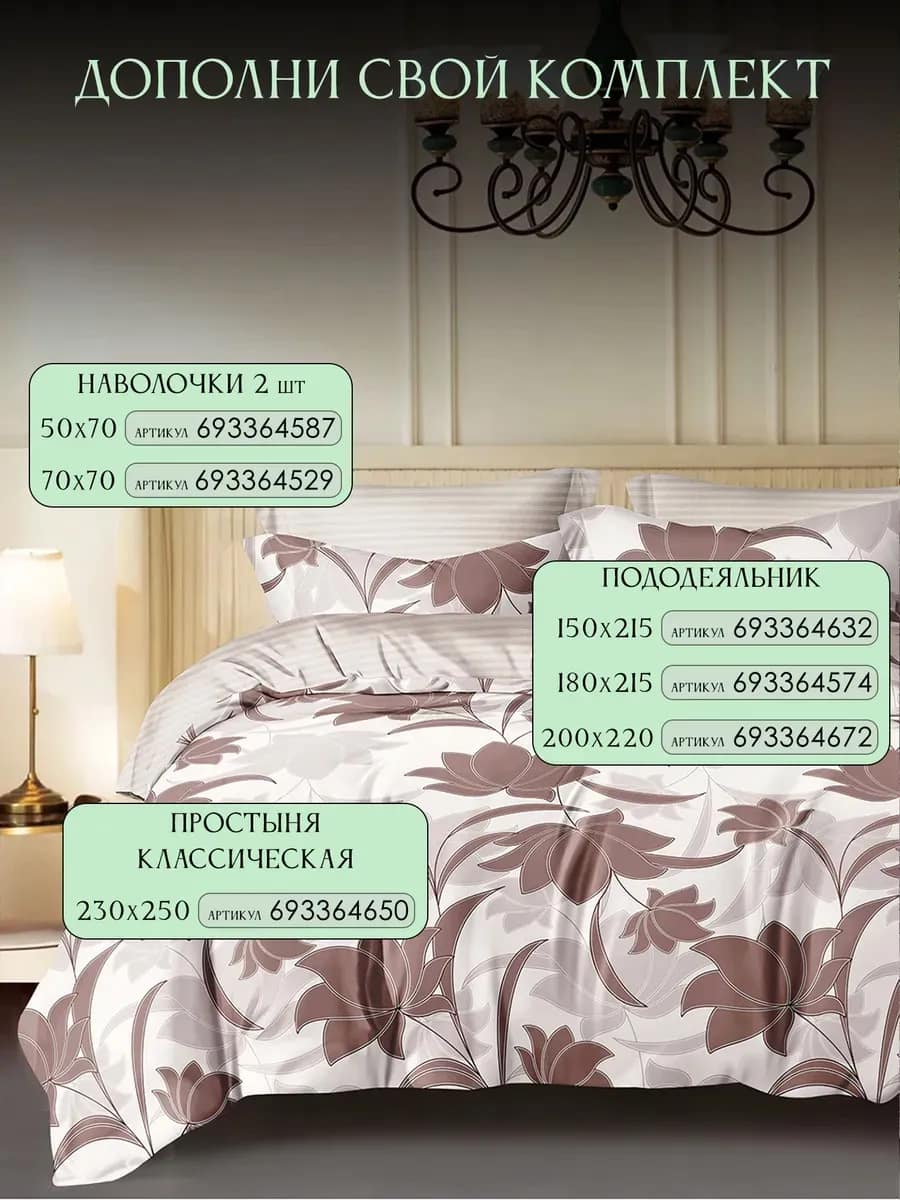 ДОПОЛНИ СВОЙ КОМПЛЕКТ
НАВОЛОЧКИ 2 ШТ
50X70 АРТИКУЛ 693364587
70X70 АРТИКУЛ 693364529
ПОДОДЕЯЛЬНИК
150X215 АРТИКУЛ 693364632
180X215 АРТИКУЛ 693364574
200X220 АРТИКУЛ 693364672
ПРОСТЫНЯ
КЛАССИЧЕСКАЯ
230X250 АРТИКУЛ 693364650